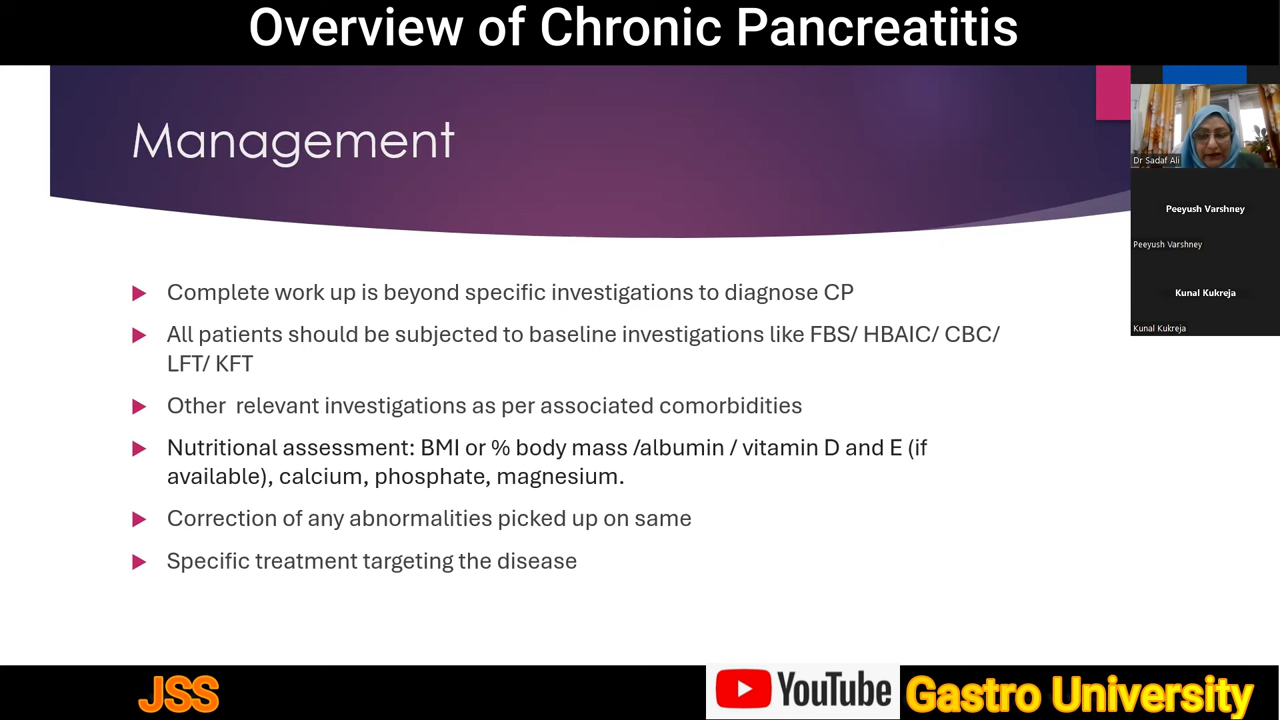 Overview of Chronic Pancreatitis
Management
Complete work up is beyond specific investigations to diagnose CP
All patients should be subjected to baseline investigations like FBS/ HBAIC/ CBC/
LFT/ KFT
Other relevant investigations as per associated comorbidities
Nutritional assessment: BMI or % body mass /albumin / vitamin D and E (if
available), calcium, phosphate, magnesium.
Correction of any abnormalities picked up on same
Specific treatment targeting the disease
Dr Sadaf Ali
Peeyush Varshney
Peeyush Varshney
Kunal Kukreja
Kunal Kukreja
JSS
YouTube
Gastro University